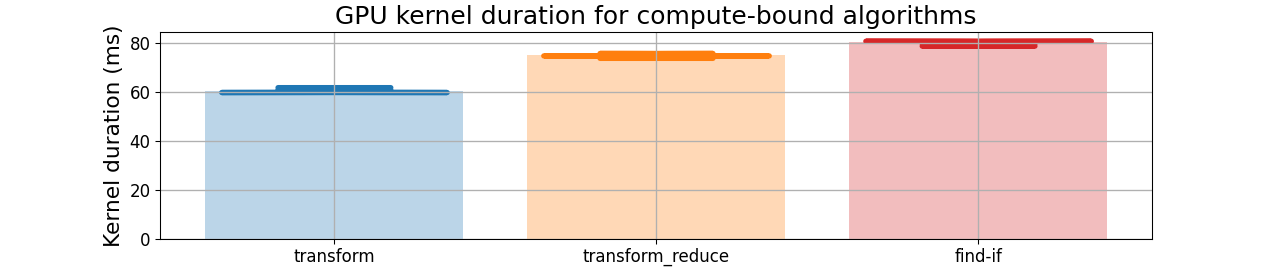 GPU kernel duration for compute-bound algorithms
Kernel duration (ms)
80
60
40
20
0
transform
transform_reduce
find-if